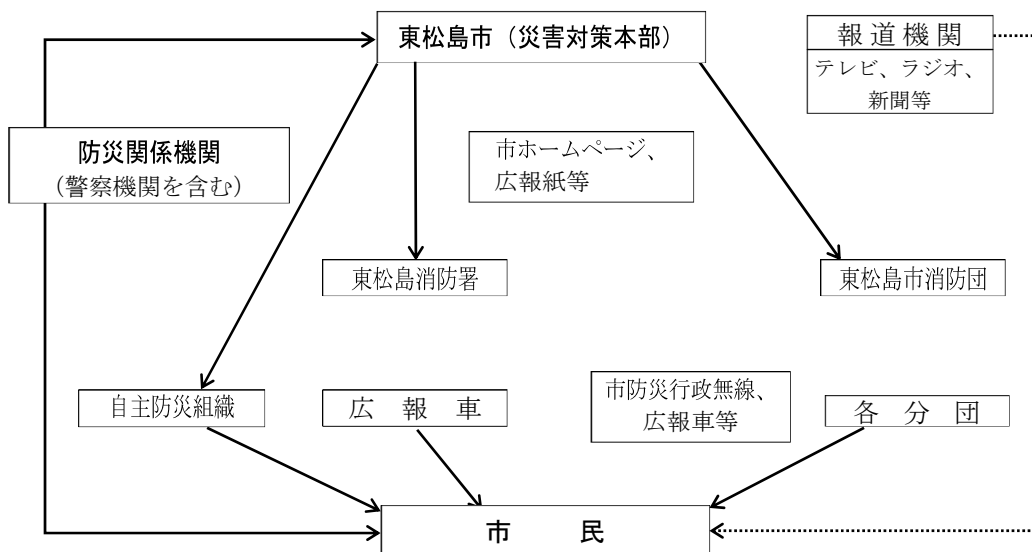 東松島市（災害対策本部）
報道機関
テレビ、ラジオ、
新聞等
防災関係機関
（警察機関を含む）
市ホームページ、
広報紙等
東松島消防署
東松島市消防団
自主防災組織
広報車
市防災行政無線、
広報車等
各分団
市民